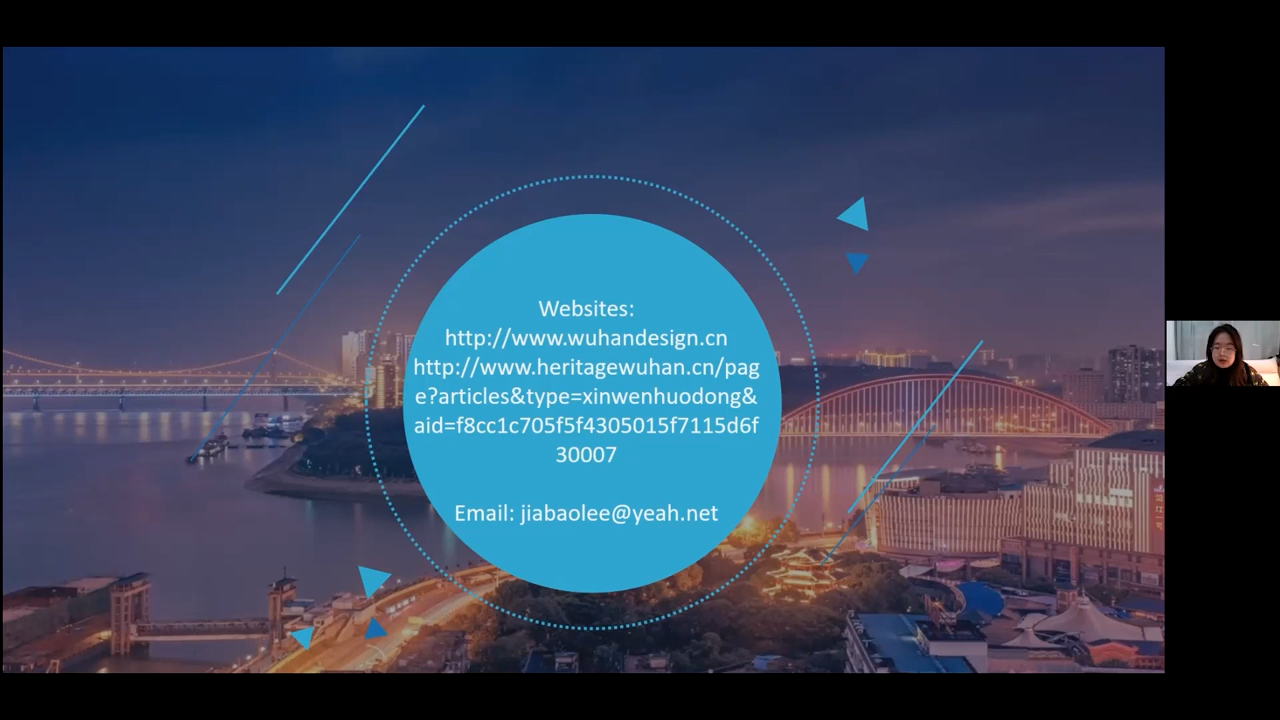 Websites:
http://www.wuhandesign.cn
http://www.heritagewuhan.cn/pag
e?articles&type=xinwenhuodong&
aid=f8cc1c705f5f4305015f7115d6f
30007
Email: jiabaolee@yeah.net